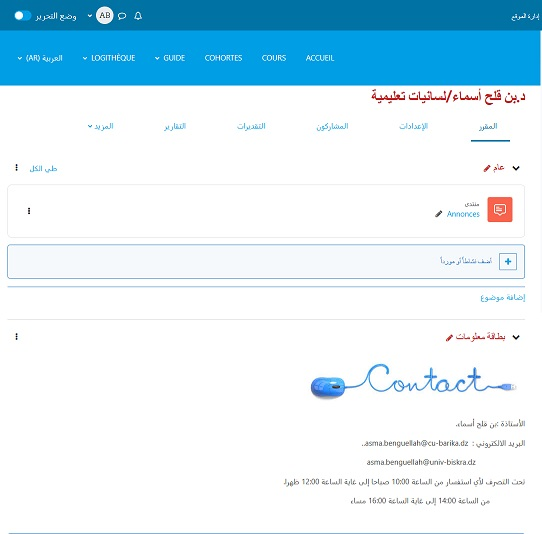 إدارة الموقع
AB
وضع التحرير
ACCUEIL COURS COHORTES GUIDE LOGITHÈQUE العربية (AR)
د.بن قلح أسماء/لسانيات تعليمية
المقرر الإعدادات المشاركون التقديرات التقارير المزيد
عام
طي الكل
منتدى
Annonces
أضف نشاطاً أو مورداً
إضافة موضوع
بطاقة معلومات
Contact
الأستاذة :بن قلح أسماء.
البريد الالكتروني : asma.benguellah@cu-barika.dz..
asma.benguellah@univ-biskra.dz
تحت التصرف لأي استفسار من الساعة 10:00 صباحا إلى غاية الساعة 12:00 ظهرا.
من الساعة 14:00 إلى غاية الساعة 16:00 مساء